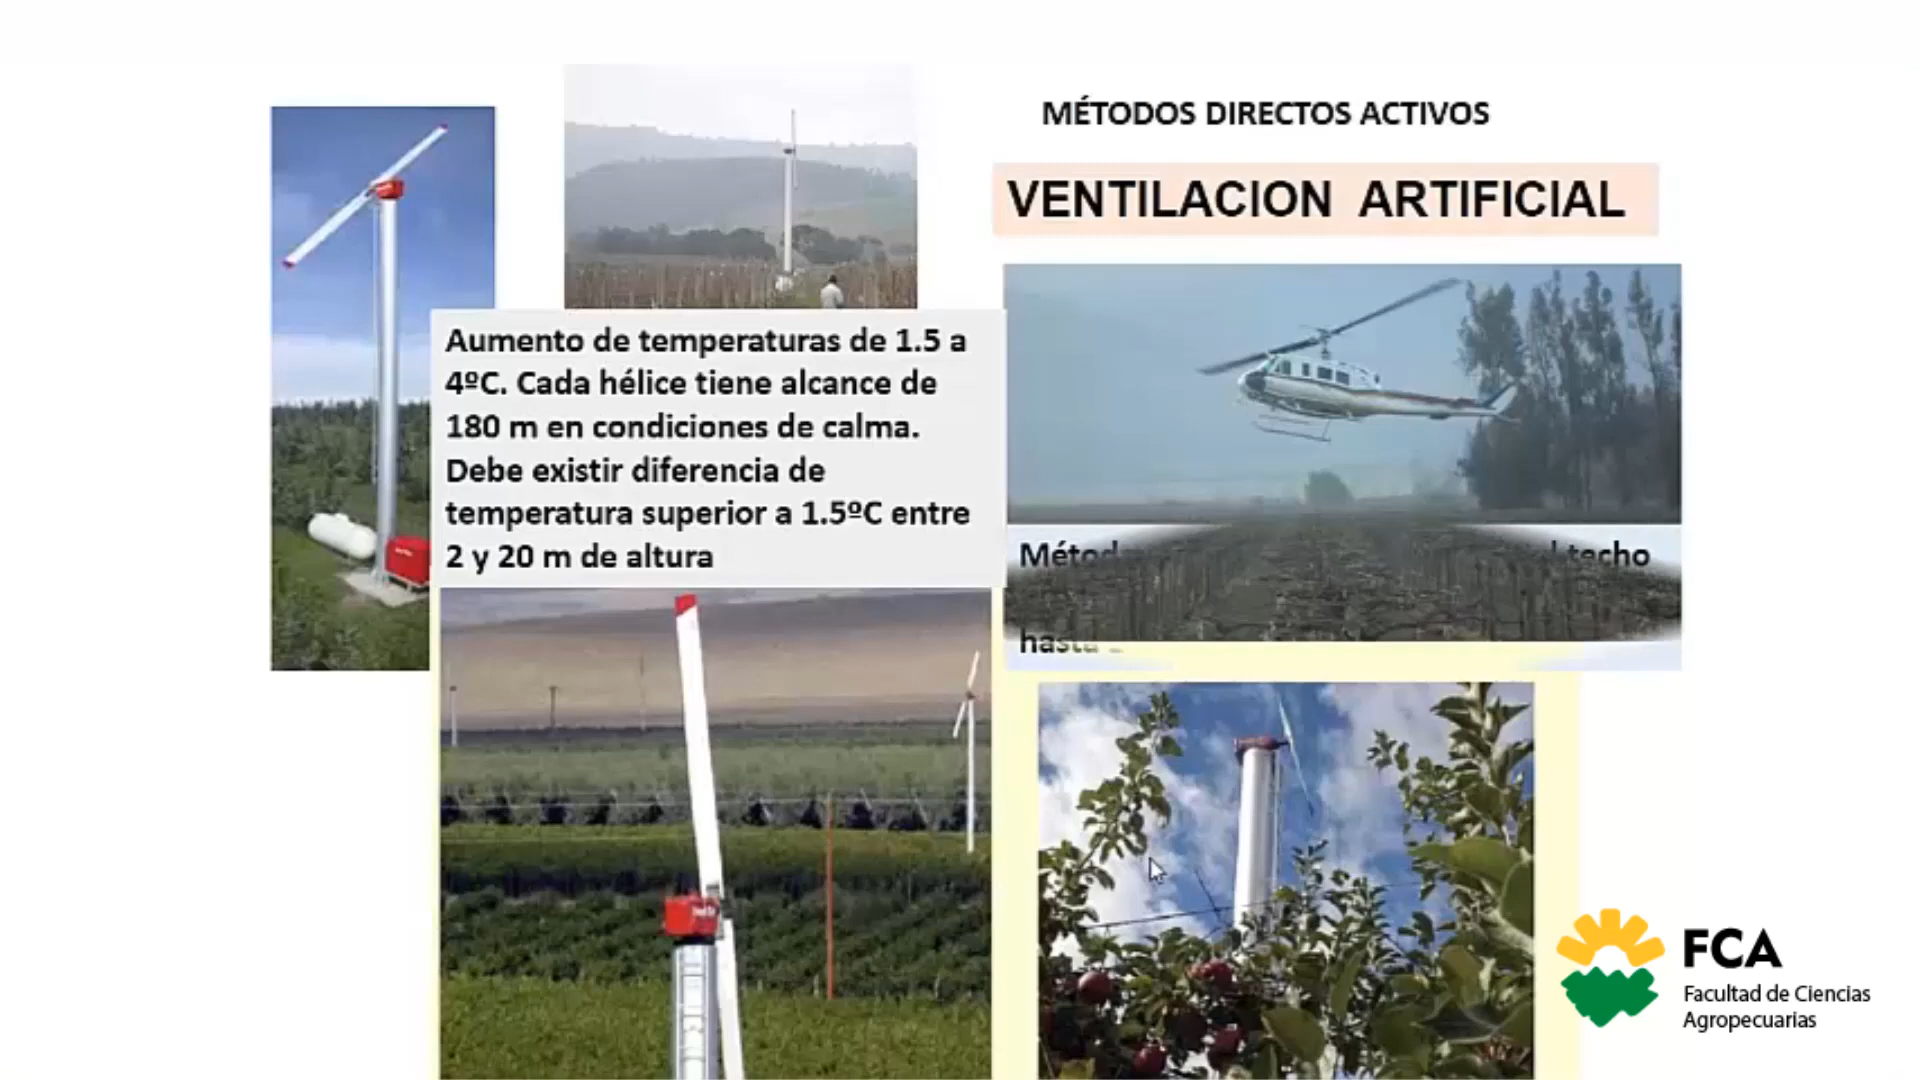 MÉTODOS DIRECTOS ACTIVOS
VENTILACION ARTIFICIAL
Aumento de temperaturas de 1.5 a
4ºC. Cada hélice tiene alcance de
180 m en condiciones de calma.
Debe existir diferencia de
temperatura superior a 1.5ºC entre
2 y 20 m de altura
techo
FCA
Facultad de Ciencias
Agropecuarias